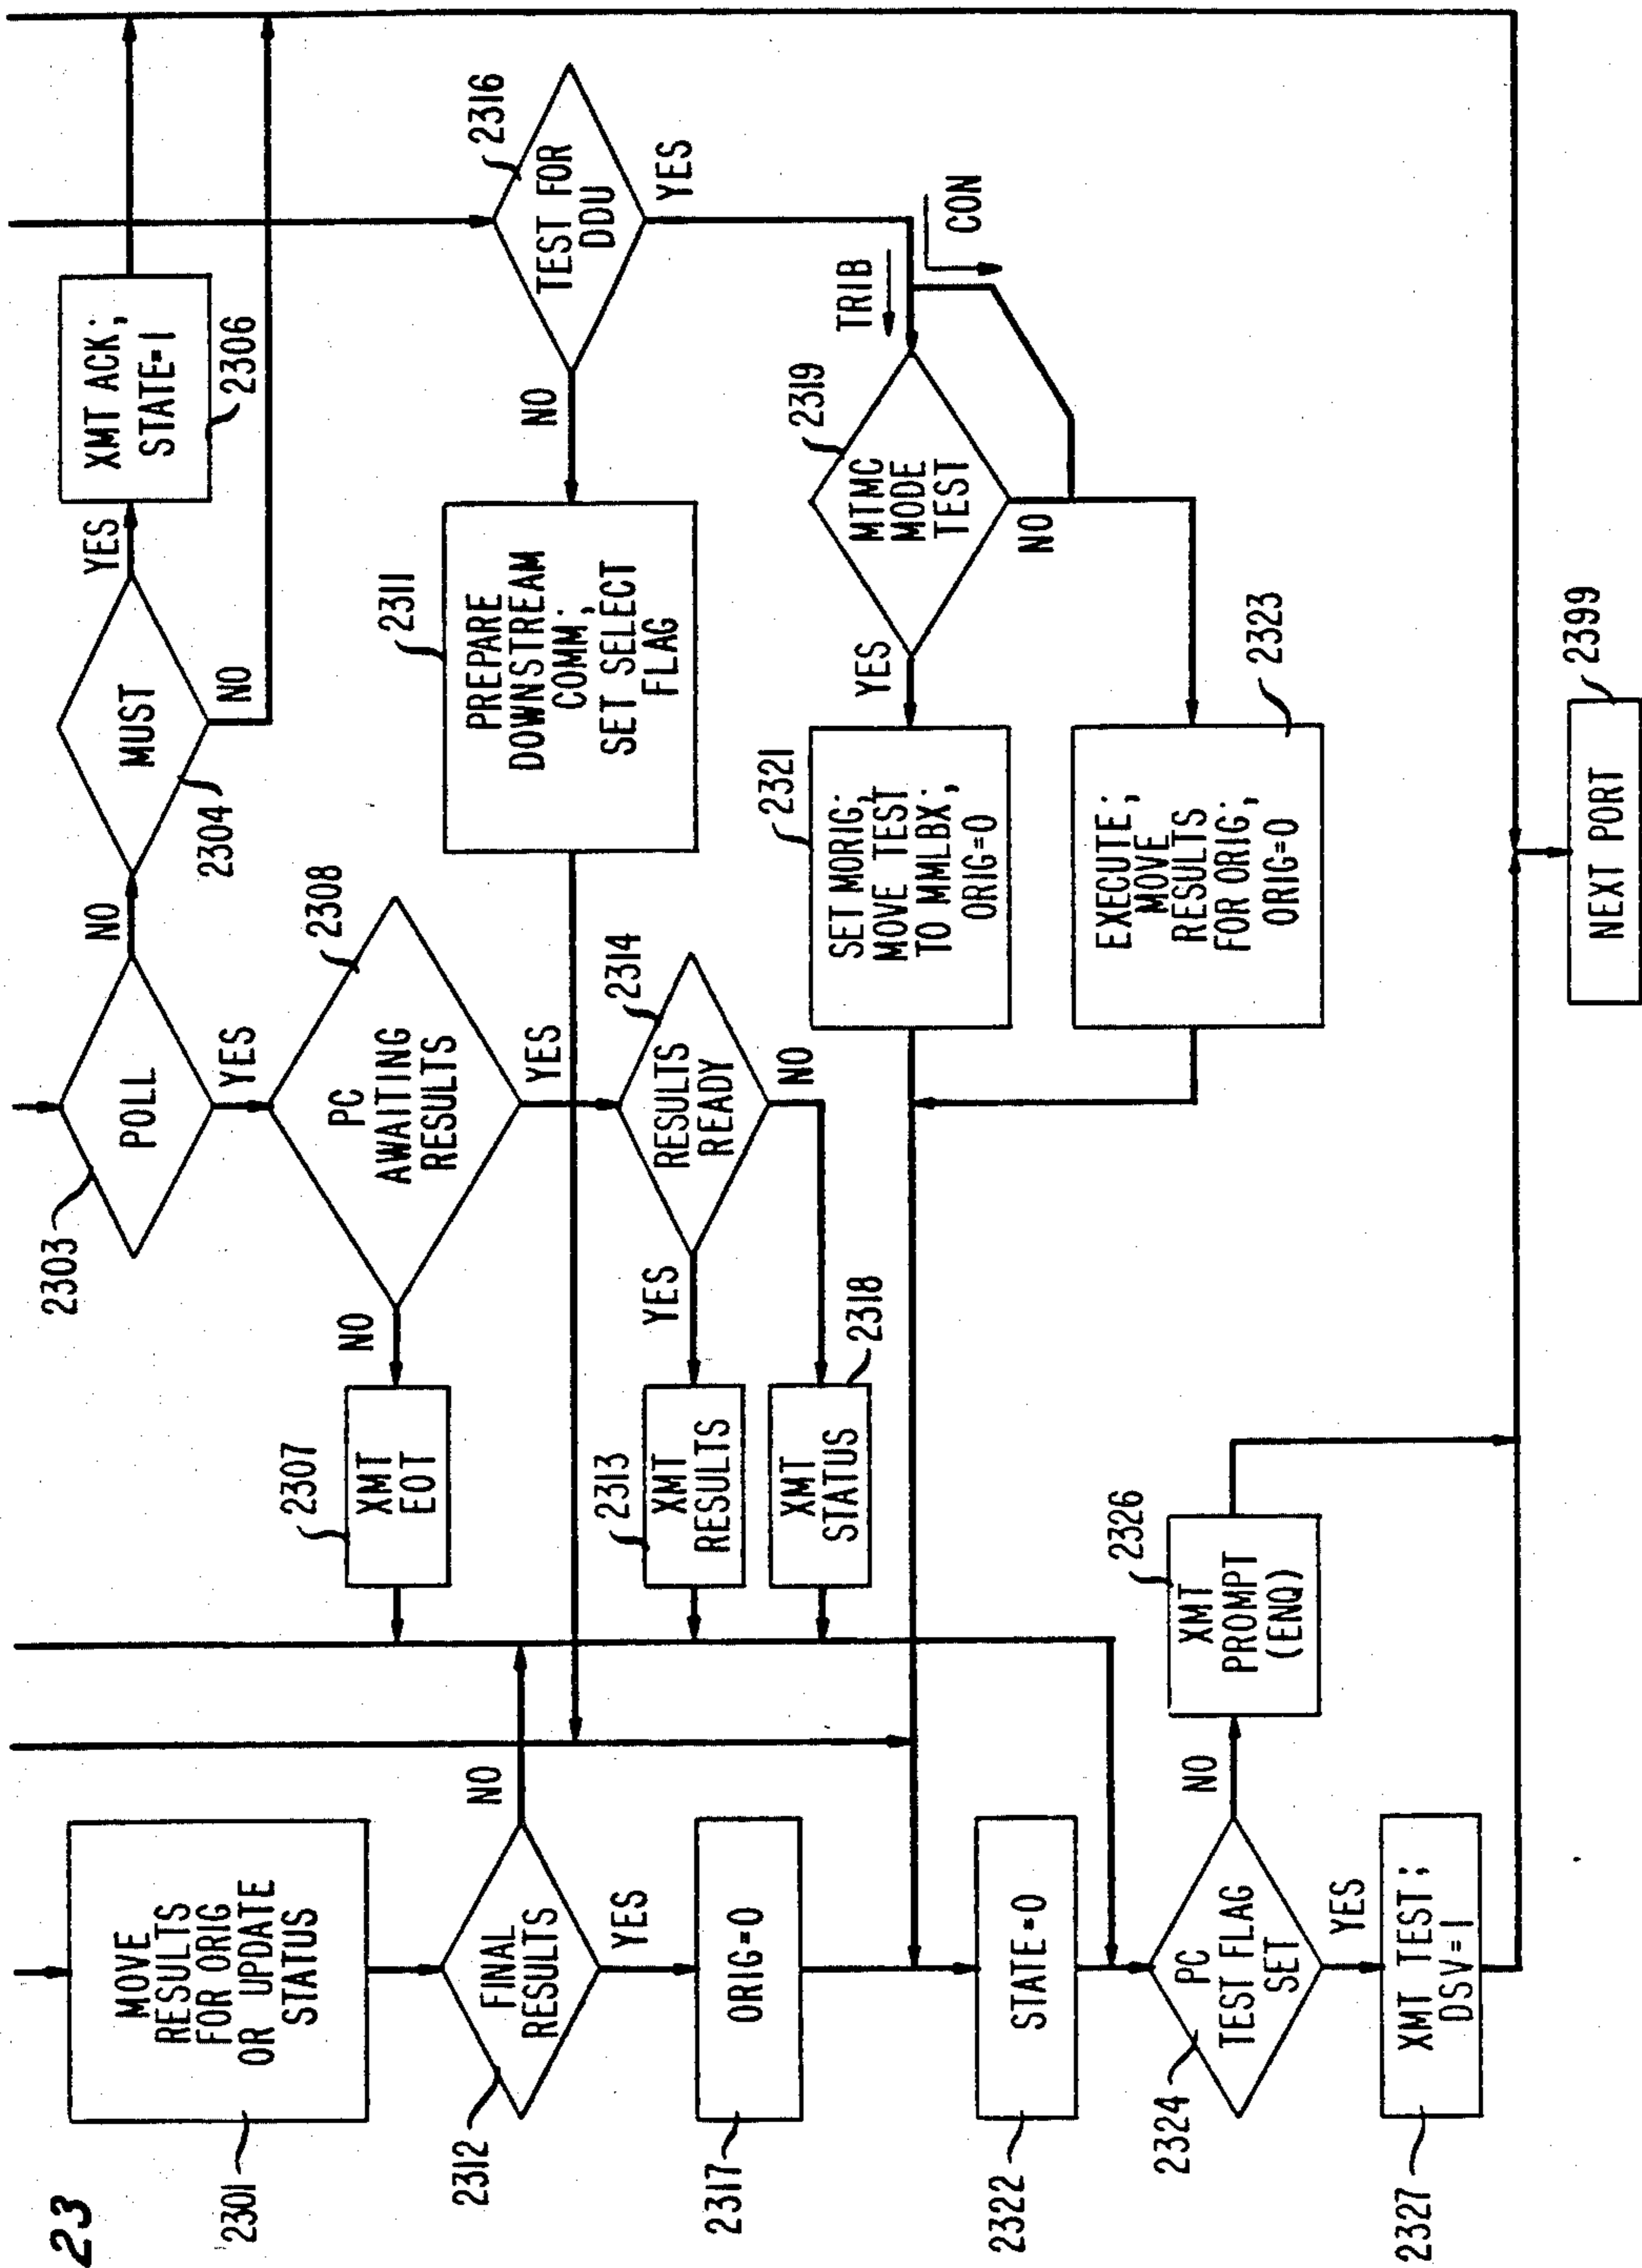 23
MOVE
RESULTS
FOR ORIG
OR UPDATE
STATUS
2301
FINAL
RESULTS
2312
NO
YES
ORIG=0
2317
STATE=0
2322
PC
TEST FLAG
SET
2324
NO
YES
XMT
PROMPT
(ENQ)
2326
XMT TEST;
DSV=1
2327
POLL
2303
NO
YES
MUST
2304
YES
NO
XMT ACK;
STATE=1
2306
PC
AWAITING
RESULTS
2308
NO
YES
XMT
EOT
2307
RESULTS
READY
2314
YES
NO
XMT
RESULTS
2313
XMT
STATUS
2318
PREPARE
DOWNSTREAM
COMM;
SET SELECT
FLAG
2311
TEST FOR
DDU
2316
NO
YES
TRIB
CON
MTMC
MODE
TEST
2319
YES
NO
SET MORIG;
MOVE TEST
TO MMLBX;
ORIG=0
2321
EXECUTE;
MOVE
RESULTS
FOR ORIG;
ORIG=0
2323
NEXT PORT
2399